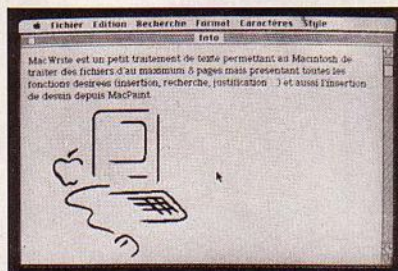 Fichier Edition Recherche Format Caractères Style
Info
MacWrite est un petit traitement de texte permettant au Macintosh de
traiter des fichiers d'au maximum 8 pages mais presentant toutes les
fonctions desirees (insertion, recherche, justification ...) et aussi l'insertion
de dessin depuis MacPaint.